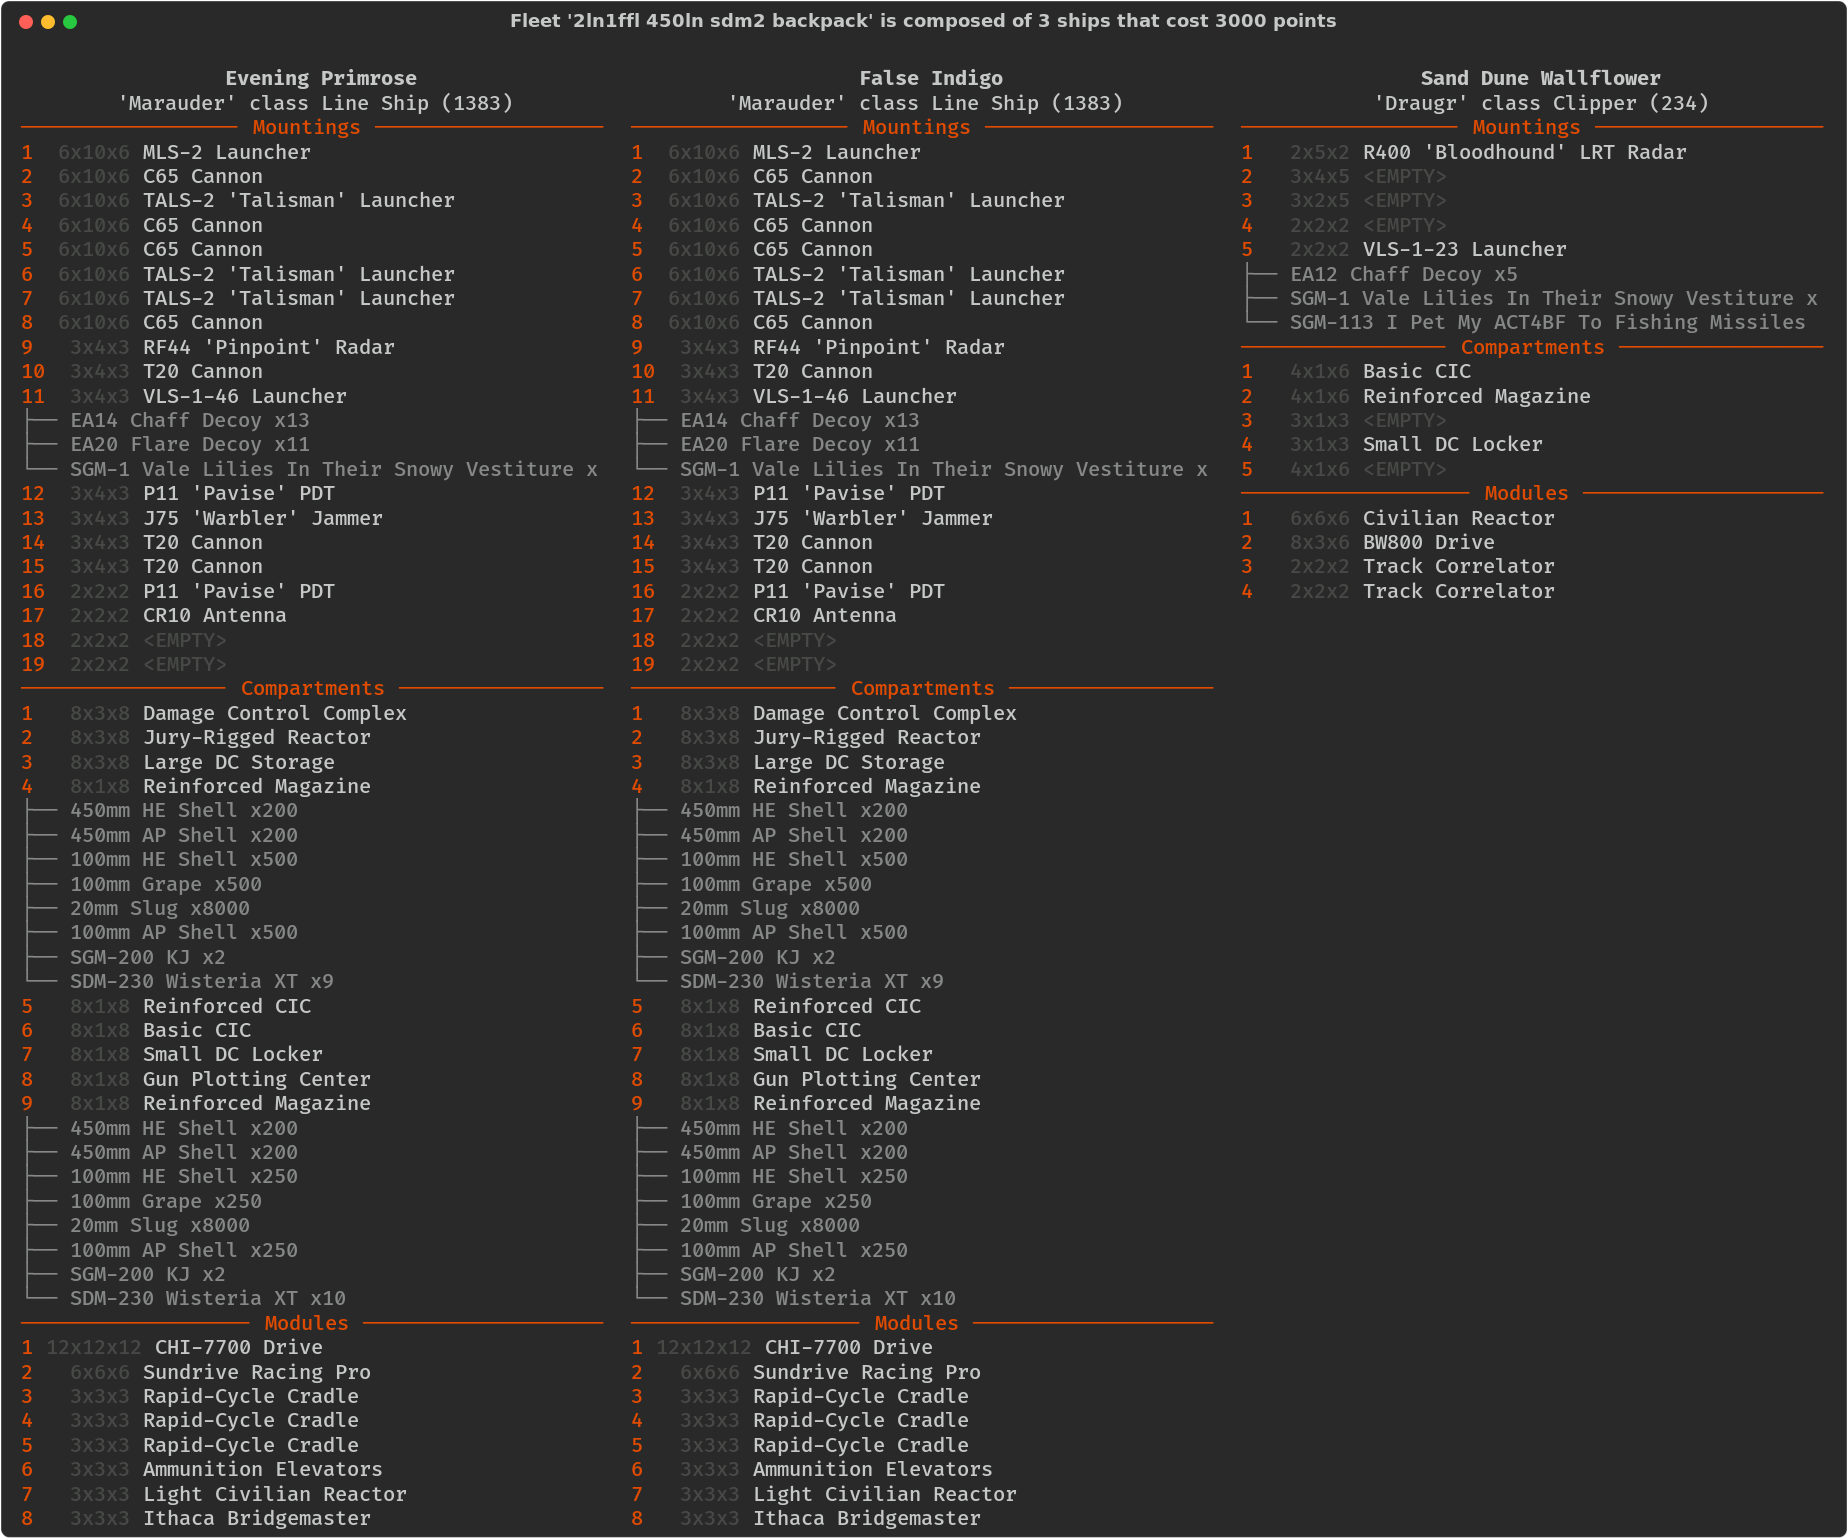 Fleet '2ln1ffl 450ln sdm2 backpack' is composed of 3 ships that cost 3000 points
Evening Primrose
'Marauder' class Line Ship (1383)
Mountings
1 6x10x6 MLS-2 Launcher
2 6x10x6 C65 Cannon
3 6x10x6 TALS-2 'Talisman' Launcher
4 6x10x6 C65 Cannon
5 6x10x6 C65 Cannon
6 6x10x6 TALS-2 'Talisman' Launcher
7 6x10x6 TALS-2 'Talisman' Launcher
8 6x10x6 C65 Cannon
9 3x4x3 RF44 'Pinpoint' Radar
10 3x4x3 T20 Cannon
11 3x4x3 VLS-1-46 Launcher
EA14 Chaff Decoy x13
EA20 Flare Decoy x11
SGM-1 Vale Lilies In Their Snowy Vestiture x
12 3x4x3 P11 'Pavise' PDT
13 3x4x3 J75 'Warbler' Jammer
14 3x4x3 T20 Cannon
15 3x4x3 T20 Cannon
16 2x2x2 P11 'Pavise' PDT
17 2x2x2 CR10 Antenna
18 2x2x2 <EMPTY>
19 2x2x2 <EMPTY>
Compartments
1 8x3x8 Damage Control Complex
2 8x3x8 Jury-Rigged Reactor
3 8x3x8 Large DC Storage
4 8x1x8 Reinforced Magazine
450mm HE Shell x200
450mm AP Shell x200
100mm HE Shell x500
100mm Grape x500
20mm Slug x8000
100mm AP Shell x500
SGM-200 KJ x2
SDM-230 Wisteria XT x9
5 8x1x8 Reinforced CIC
6 8x1x8 Basic CIC
7 8x1x8 Small DC Locker
8 8x1x8 Gun Plotting Center
9 8x1x8 Reinforced Magazine
450mm HE Shell x200
450mm AP Shell x200
100mm HE Shell x250
100mm Grape x250
20mm Slug x8000
100mm AP Shell x250
SGM-200 KJ x2
SDM-230 Wisteria XT x10
Modules
1 12x12x12 CHI-7700 Drive
2 6x6x6 Sundrive Racing Pro
3 3x3x3 Rapid-Cycle Cradle
4 3x3x3 Rapid-Cycle Cradle
5 3x3x3 Rapid-Cycle Cradle
6 3x3x3 Ammunition Elevators
7 3x3x3 Light Civilian Reactor
8 3x3x3 Ithaca Bridgemaster
False Indigo
'Marauder' class Line Ship (1383)
Mountings
1 6x10x6 MLS-2 Launcher
2 6x10x6 C65 Cannon
3 6x10x6 TALS-2 'Talisman' Launcher
4 6x10x6 C65 Cannon
5 6x10x6 C65 Cannon
6 6x10x6 TALS-2 'Talisman' Launcher
7 6x10x6 TALS-2 'Talisman' Launcher
8 6x10x6 C65 Cannon
9 3x4x3 RF44 'Pinpoint' Radar
10 3x4x3 T20 Cannon
11 3x4x3 VLS-1-46 Launcher
EA14 Chaff Decoy x13
EA20 Flare Decoy x11
SGM-1 Vale Lilies In Their Snowy Vestiture x
12 3x4x3 P11 'Pavise' PDT
13 3x4x3 J75 'Warbler' Jammer
14 3x4x3 T20 Cannon
15 3x4x3 T20 Cannon
16 2x2x2 P11 'Pavise' PDT
17 2x2x2 CR10 Antenna
18 2x2x2 <EMPTY>
19 2x2x2 <EMPTY>
Compartments
1 8x3x8 Damage Control Complex
2 8x3x8 Jury-Rigged Reactor
3 8x3x8 Large DC Storage
4 8x1x8 Reinforced Magazine
450mm HE Shell x200
450mm AP Shell x200
100mm HE Shell x500
100mm Grape x500
20mm Slug x8000
100mm AP Shell x500
SGM-200 KJ x2
SDM-230 Wisteria XT x9
5 8x1x8 Reinforced CIC
6 8x1x8 Basic CIC
7 8x1x8 Small DC Locker
8 8x1x8 Gun Plotting Center
9 8x1x8 Reinforced Magazine
450mm HE Shell x200
450mm AP Shell x200
100mm HE Shell x250
100mm Grape x250
20mm Slug x8000
100mm AP Shell x250
SGM-200 KJ x2
SDM-230 Wisteria XT x10
Modules
1 12x12x12 CHI-7700 Drive
2 6x6x6 Sundrive Racing Pro
3 3x3x3 Rapid-Cycle Cradle
4 3x3x3 Rapid-Cycle Cradle
5 3x3x3 Rapid-Cycle Cradle
6 3x3x3 Ammunition Elevators
7 3x3x3 Light Civilian Reactor
8 3x3x3 Ithaca Bridgemaster
Sand Dune Wallflower
'Draugr' class Clipper (234)
Mountings
1 2x5x2 R400 'Bloodhound' LRT Radar
2 3x4x5 <EMPTY>
3 3x2x5 <EMPTY>
4 2x2x2 <EMPTY>
5 2x2x2 VLS-1-23 Launcher
EA12 Chaff Decoy x5
SGM-1 Vale Lilies In Their Snowy Vestiture x
SGM-113 I Pet My ACT4BF To Fishing Missiles
Compartments
1 4x1x6 Basic CIC
2 4x1x6 Reinforced Magazine
3 3x1x3 <EMPTY>
4 3x1x3 Small DC Locker
5 4x1x6 <EMPTY>
Modules
1 6x6x6 Civilian Reactor
2 8x3x6 BW800 Drive
3 2x2x2 Track Correlator
4 2x2x2 Track Correlator